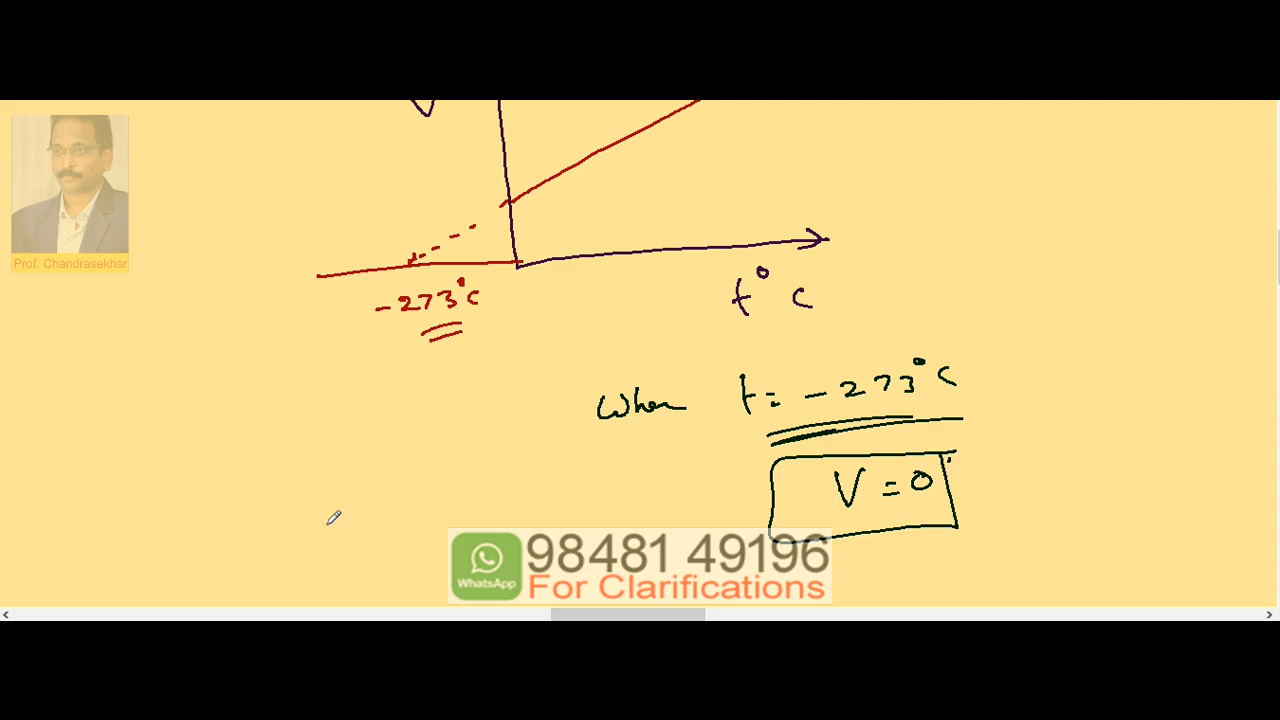 V
Prof. Chandrasekhar
-273°C
t° C
When t = -273°C
V = 0
98481 49196
WhatsApp
For Clarifications